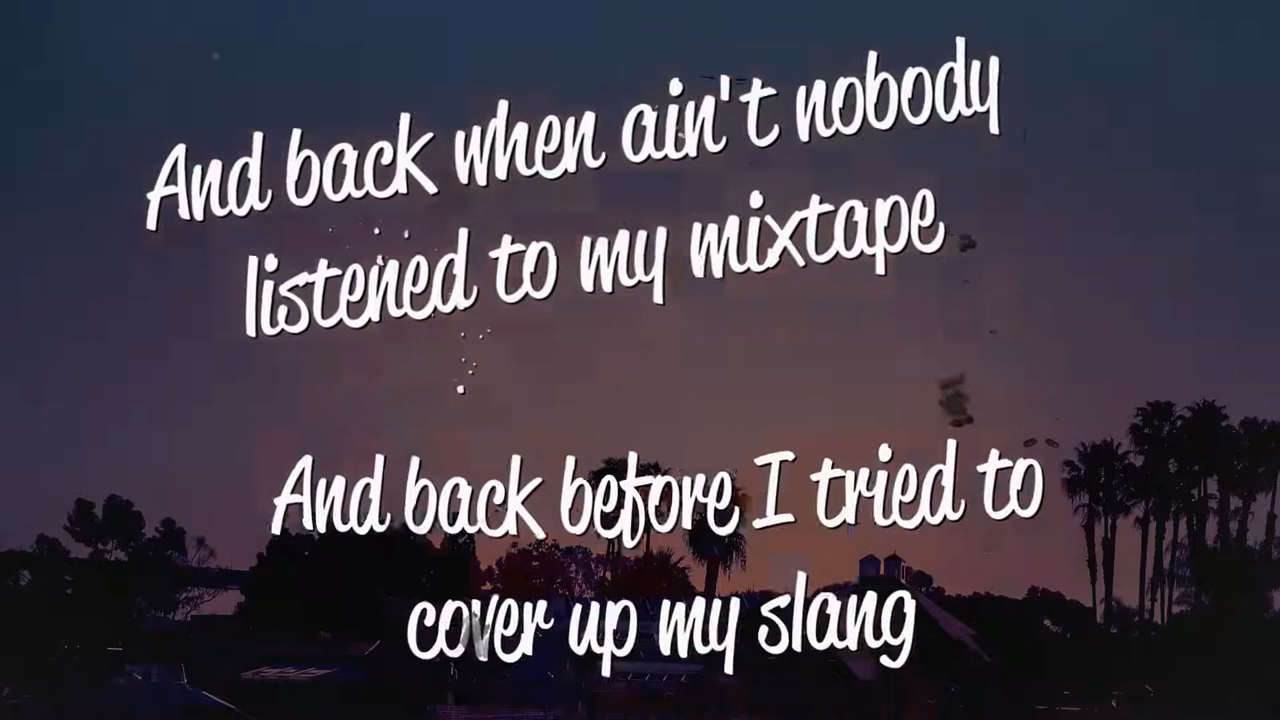 And back when ain't nobody
listened to my mixtape
And back before I tried to
cover up my slang